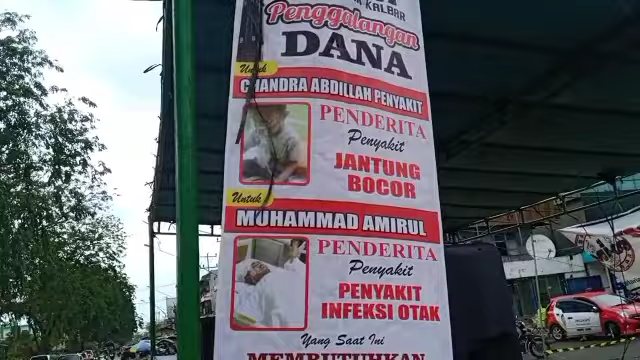 KALBAR
Penggalangan
DANA
Untuk
CHANDRA ABDILLAH PENYAKIT
PENDERITA
Penyakit
JANTUNG
BOCOR
Untuk
MUHAMMAD AMIRUL
PENDERITA
Penyakit
PENYAKIT
INFEKSI OTAK
Yang Saat Ini
MEMBUTUHKAN